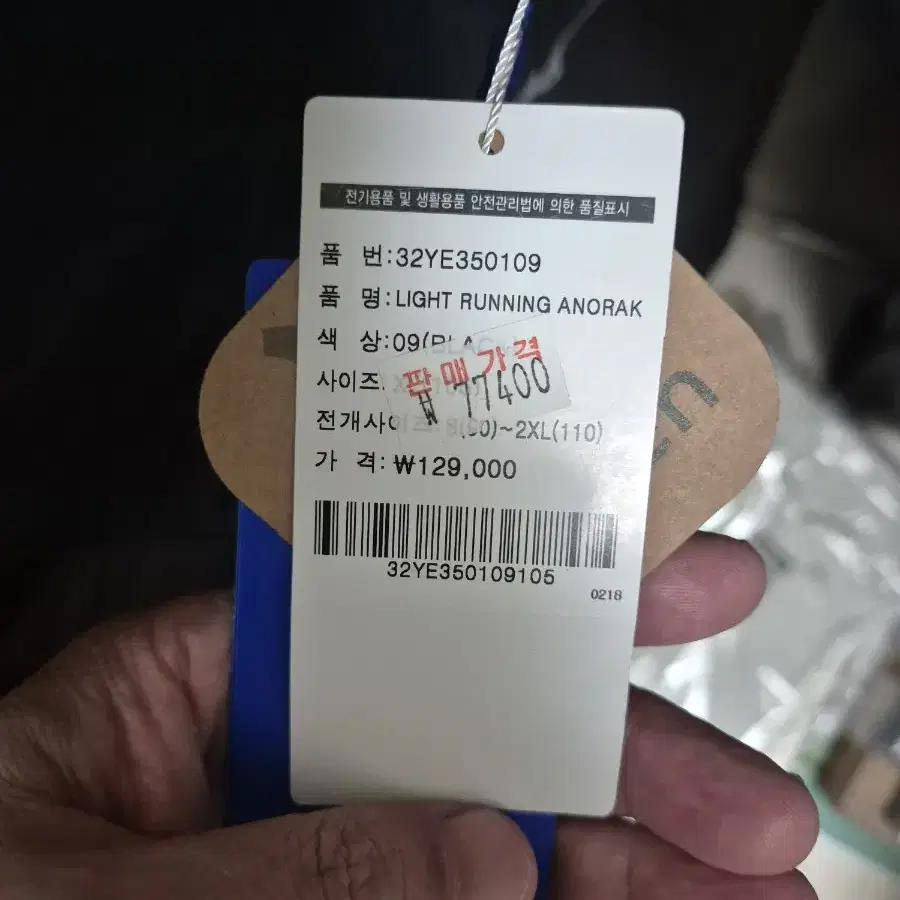 전기용품 및 생활용품 안전관리법에 의한 품질표시
품 번:32YE350109
품 명:LIGHT RUNNING ANORAK
색 상:09(BLACK)
판매가격
₩ 77400
사이즈:
전개사이즈: S(90)~2XL(110)
가 격:₩129,000
32YE350109105
0218